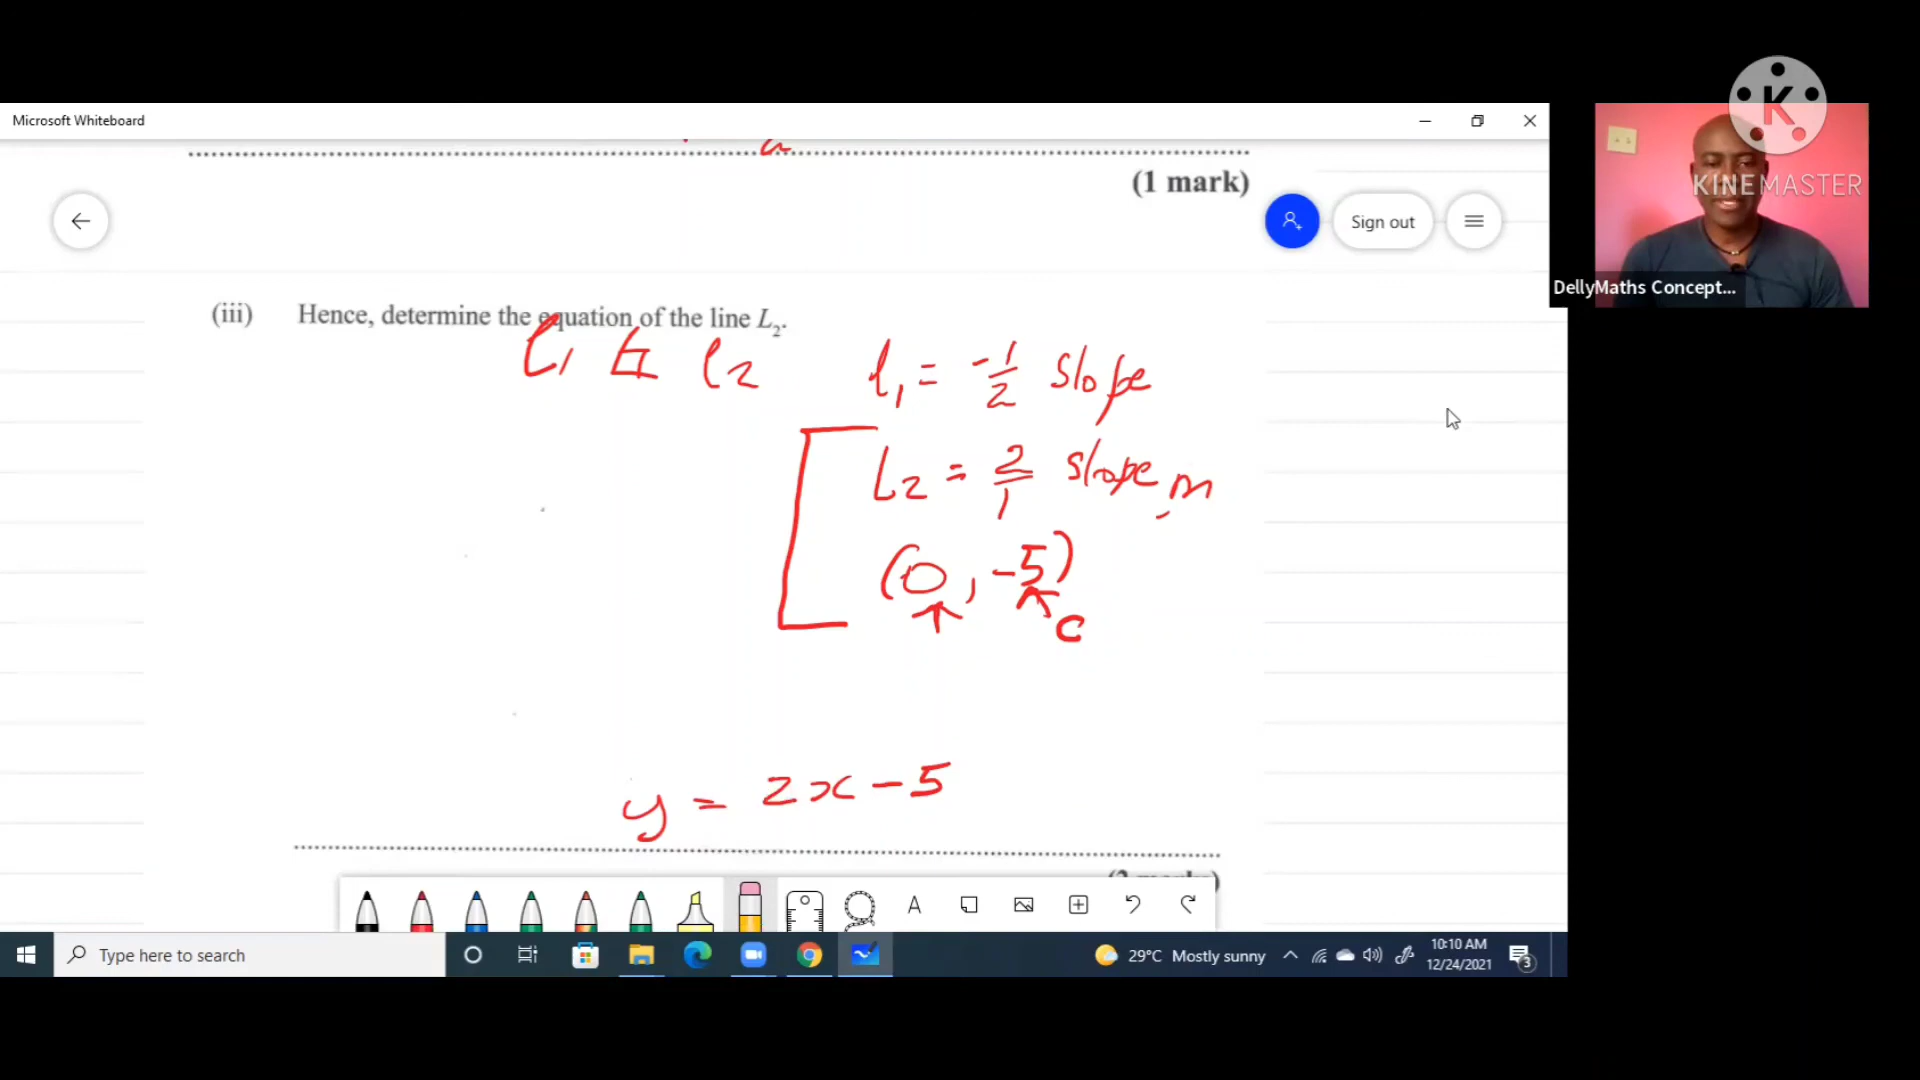 Microsoft Whiteboard
KINEMASTER
(1 mark)
Sign out
DellyMaths Concept...
(iii) Hence, determine the equation of the line L2.
l1 = -1/2 slope
L2 = 2/1 slope m
(0, -5)
c
y = 2x - 5
Type here to search
29°C Mostly sunny
10:10 AM
12/24/2021
3